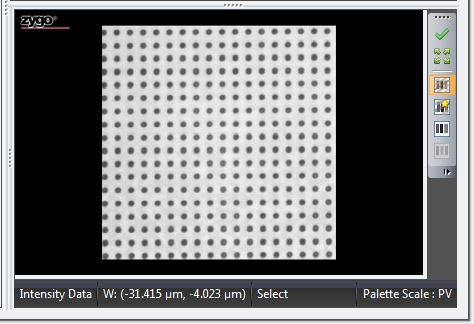 zygo
Intensity Data
W: (-31.415 µm, -4.023 µm)
Select
Palette Scale : PV